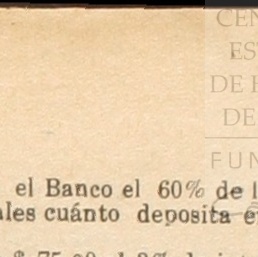 CEN
ES
DE
DE
FUN
el Banco el 60% de l
ales cuánto deposita e